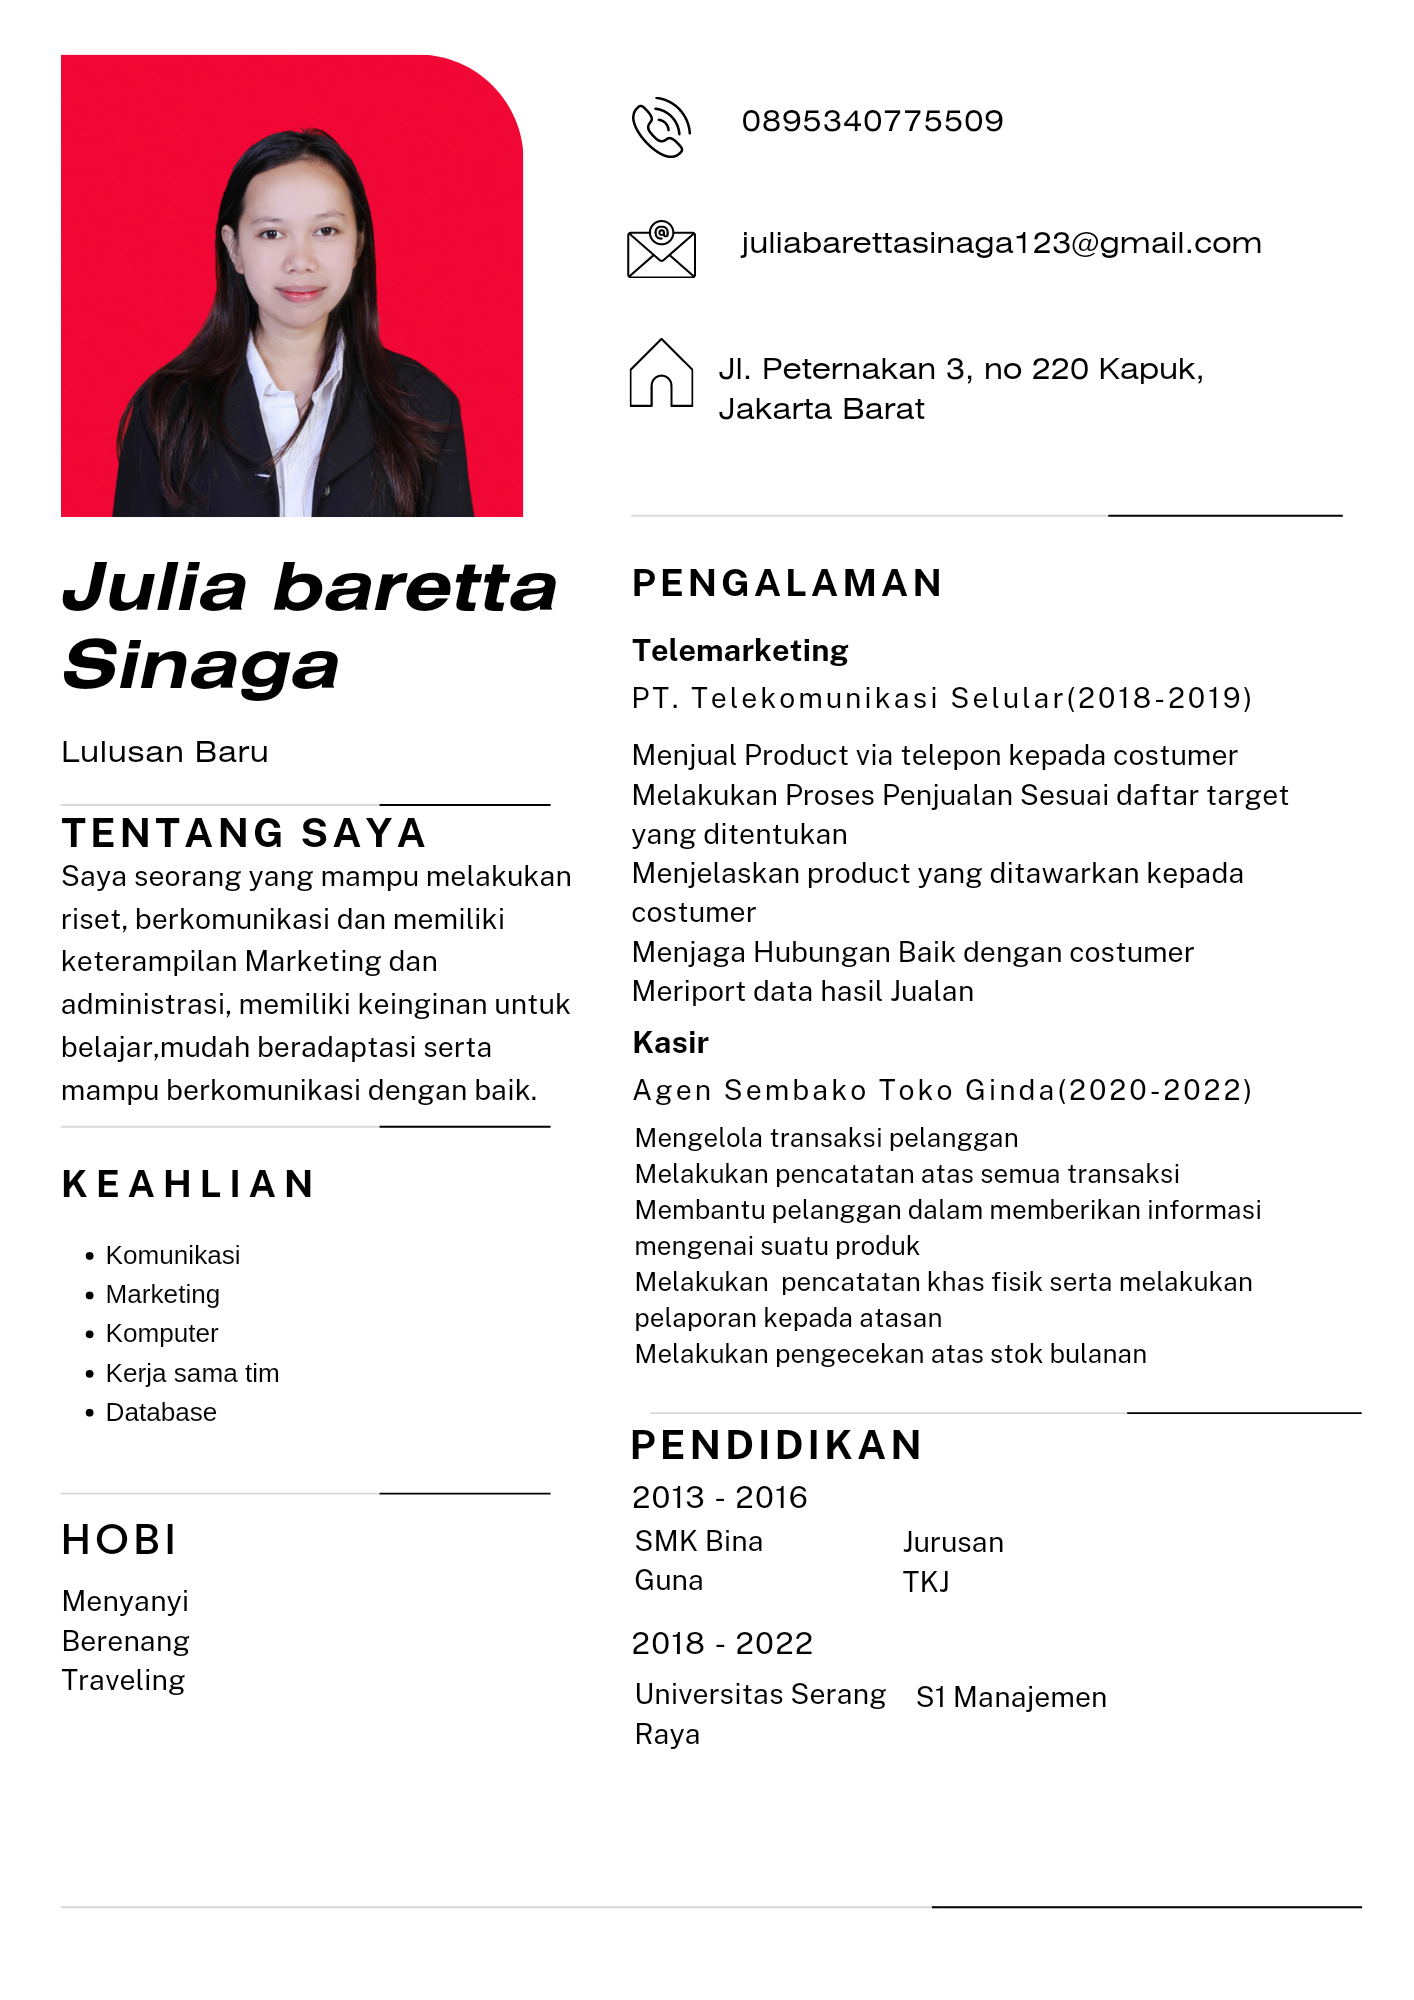 0895340775509
juliabarettasinaga123@gmail.com
Jl. Peternakan 3, no 220 Kapuk,
Jakarta Barat
Julia baretta
Sinaga
Lulusan Baru
TENTANG SAYA
Saya seorang yang mampu melakukan
riset, berkomunikasi dan memiliki
keterampilan Marketing dan
administrasi, memiliki keinginan untuk
belajar,mudah beradaptasi serta
mampu berkomunikasi dengan baik.
KEAHLIAN
• Komunikasi
• Marketing
• Komputer
• Kerja sama tim
• Database
HOBI
Menyanyi
Berenang
Traveling
PENGALAMAN
Telemarketing
PT. Telekomunikasi Selular(2018-2019)
Menjual Product via telepon kepada costumer
Melakukan Proses Penjualan Sesuai daftar target
yang ditentukan
Menjelaskan product yang ditawarkan kepada
costumer
Menjaga Hubungan Baik dengan costumer
Meriport data hasil Jualan
Kasir
Agen Sembako Toko Ginda(2020-2022)
Mengelola transaksi pelanggan
Melakukan pencatatan atas semua transaksi
Membantu pelanggan dalam memberikan informasi
mengenai suatu produk
Melakukan  pencatatan khas fisik serta melakukan
pelaporan kepada atasan
Melakukan pengecekan atas stok bulanan
PENDIDIKAN
2013 - 2016
SMK Bina
Guna
Jurusan
TKJ
2018 - 2022
Universitas Serang
Raya
S1 Manajemen